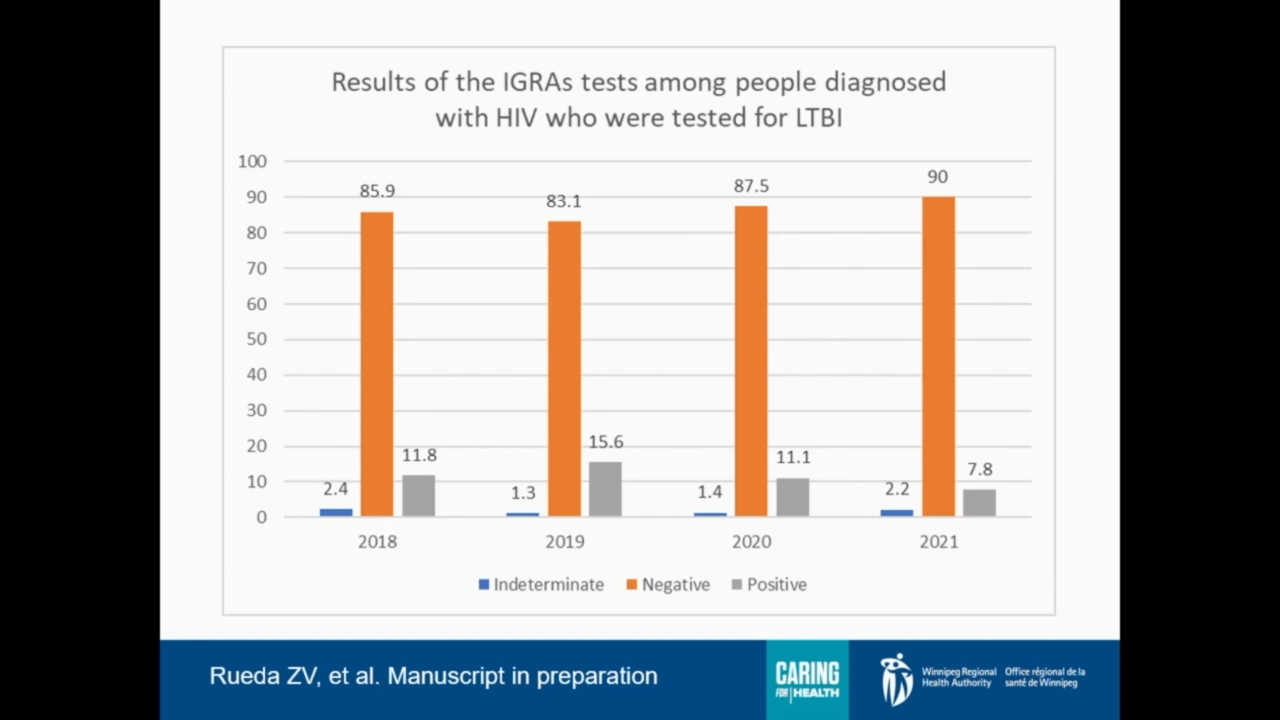 Results of the IGRAs tests among people diagnosed
with HIV who were tested for LTBI
100
90
80
70
60
50
40
30
20
10
0
85.9
83.1
87.5
90
11.8
15.6
11.1
7.8
2.4
1.3
1.4
2.2
2018
2019
2020
2021
Indeterminate
Negative
Positive
Rueda ZV, et al. Manuscript in preparation
CARING
FOR HEALTH
Winnipeg Regional
Health Authority
Office régional de la
santé de Winnipeg